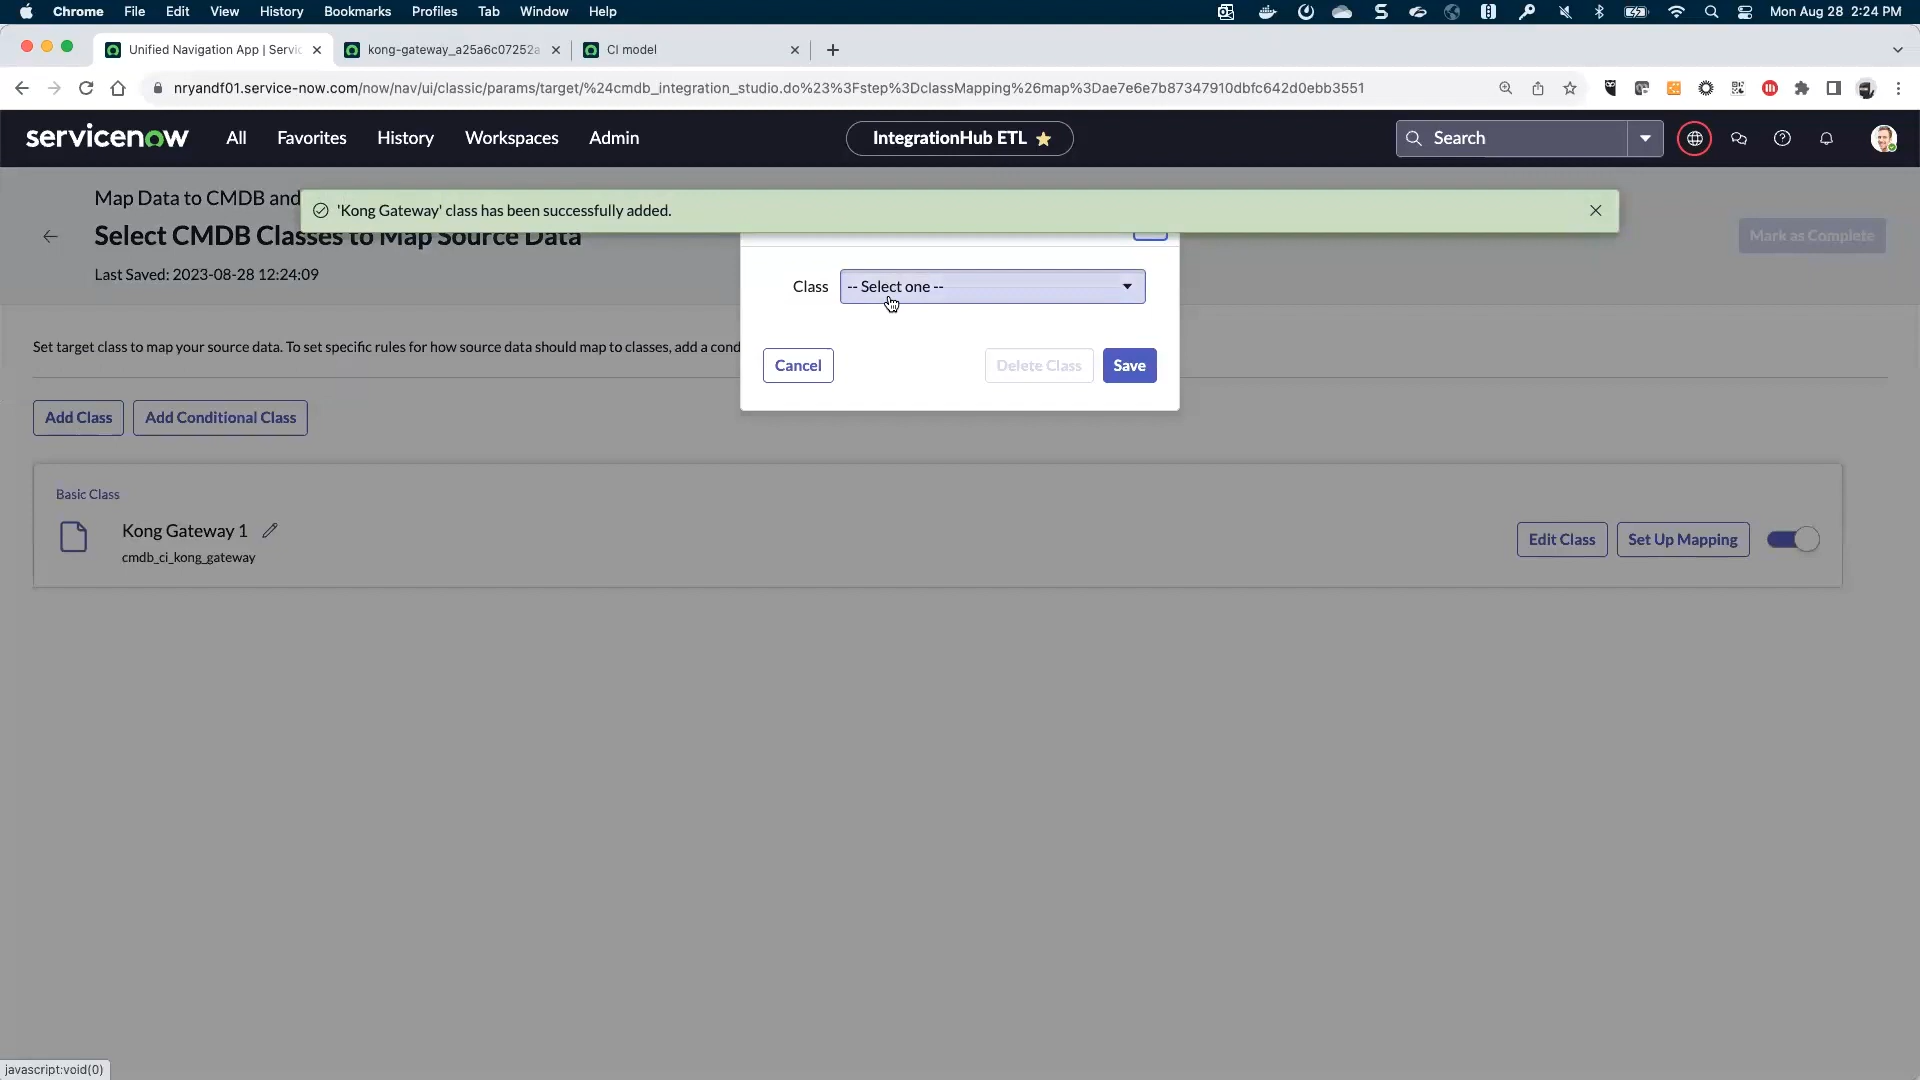 Chrome File Edit View History Bookmarks Profiles Tab Window Help Mon Aug 28 2:24 PM
Unified Navigation App | Servic
kong-gateway_a25a6c07252a
CI model
nryandf01.service-now.com/now/nav/ui/classic/params/target/%24cmdb_integration_studio.do%23%3Fstep%3DclassMapping%26map%3Dae7e6e7b87347910dbfc642d0ebb3551
servicenow All Favorites History Workspaces Admin IntegrationHub ETL Search
Map Data to CMDB and
'Kong Gateway' class has been successfully added.
Select CMDB Classes to Map Source Data
Mark as Complete
Last Saved: 2023-08-28 12:24:09
Class -- Select one --
Set target class to map your source data. To set specific rules for how source data should map to classes, add a cond
Cancel Delete Class Save
Add Class Add Conditional Class
Basic Class
Kong Gateway 1
cmdb_ci_kong_gateway
Edit Class Set Up Mapping
javascript:void(0)